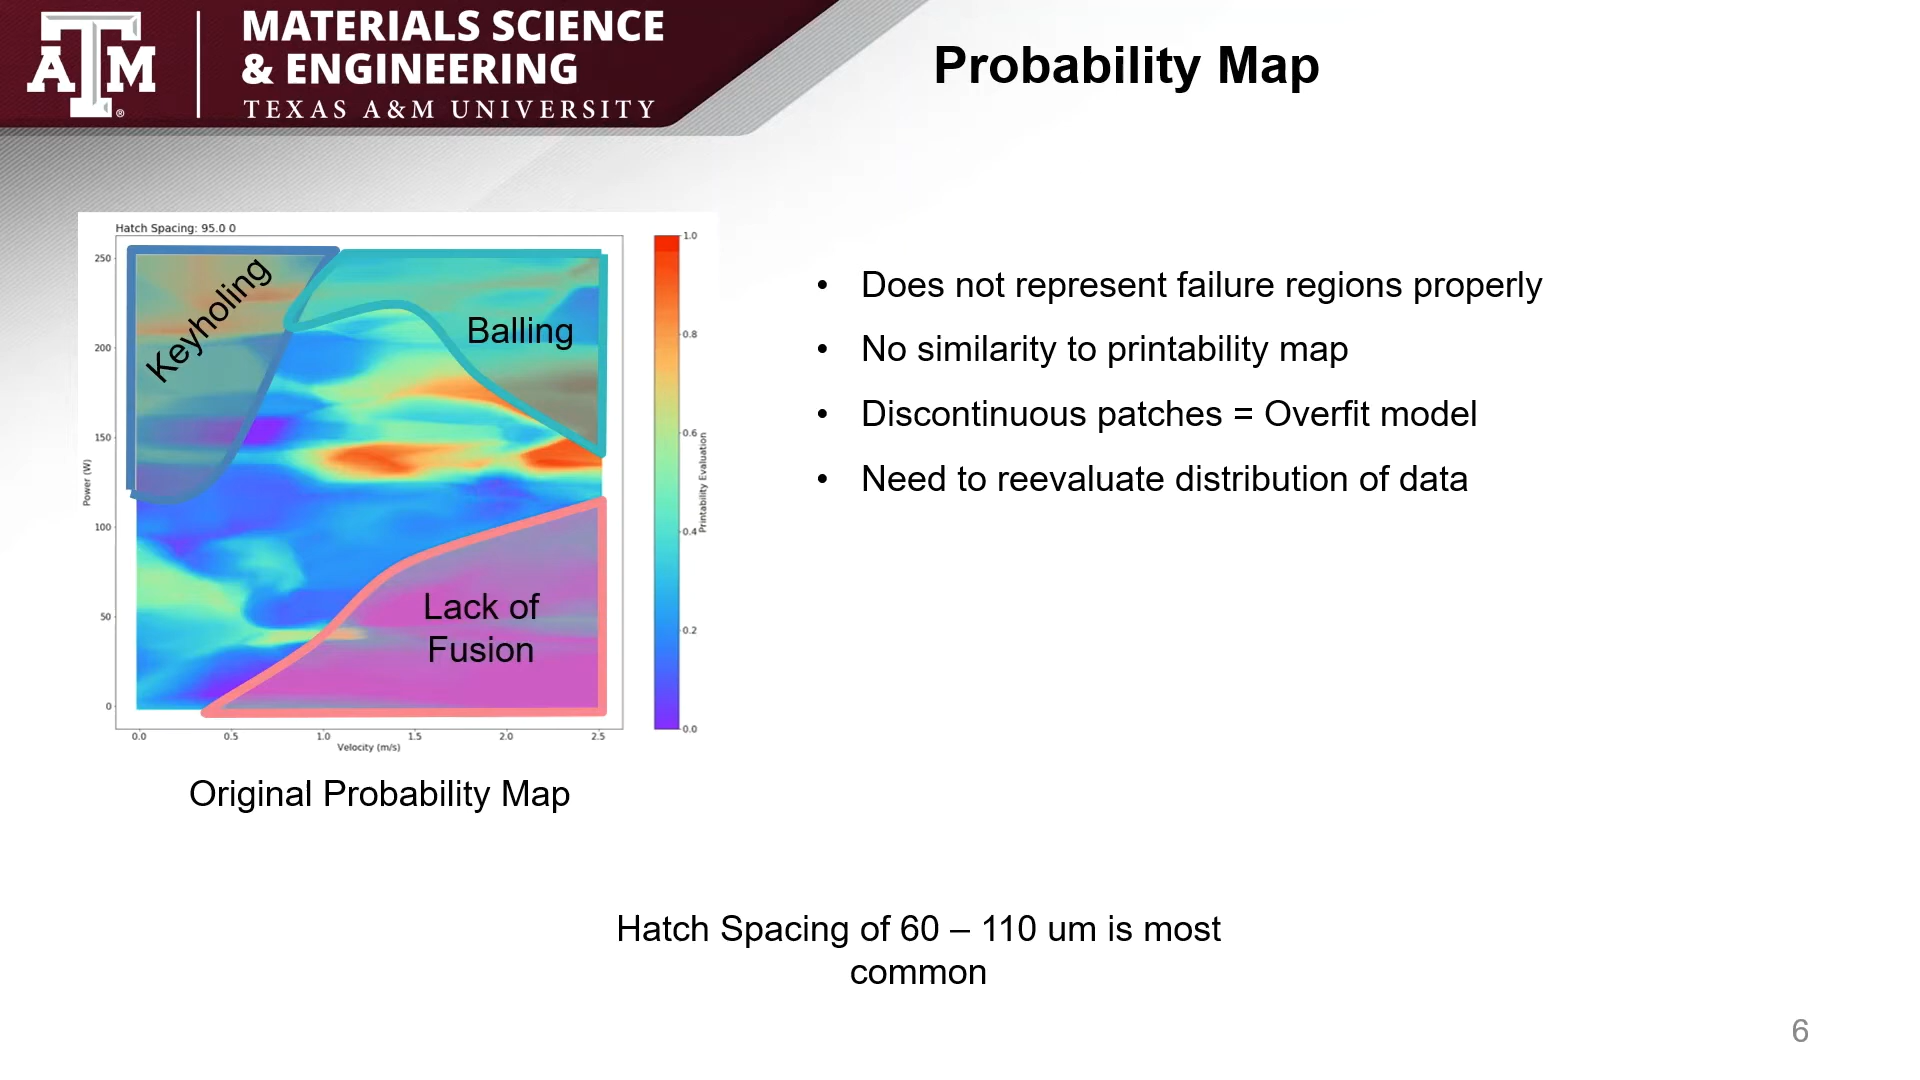 MATERIALS SCIENCE
& ENGINEERING
TEXAS A&M UNIVERSITY
A
T
M
®
Probability Map
Hatch Spacing: 95.0 0
250
200
150
100
50
0
Power (W)
0.0
0.5
1.0
1.5
2.0
2.5
Velocity (m/s)
Keyholing
Balling
Lack of
Fusion
1.0
0.8
0.6
0.4
0.2
0.0
Printability Evaluation
Original Probability Map
• Does not represent failure regions properly
• No similarity to printability map
• Discontinuous patches = Overfit model
• Need to reevaluate distribution of data
Hatch Spacing of 60 – 110 um is most
common
6